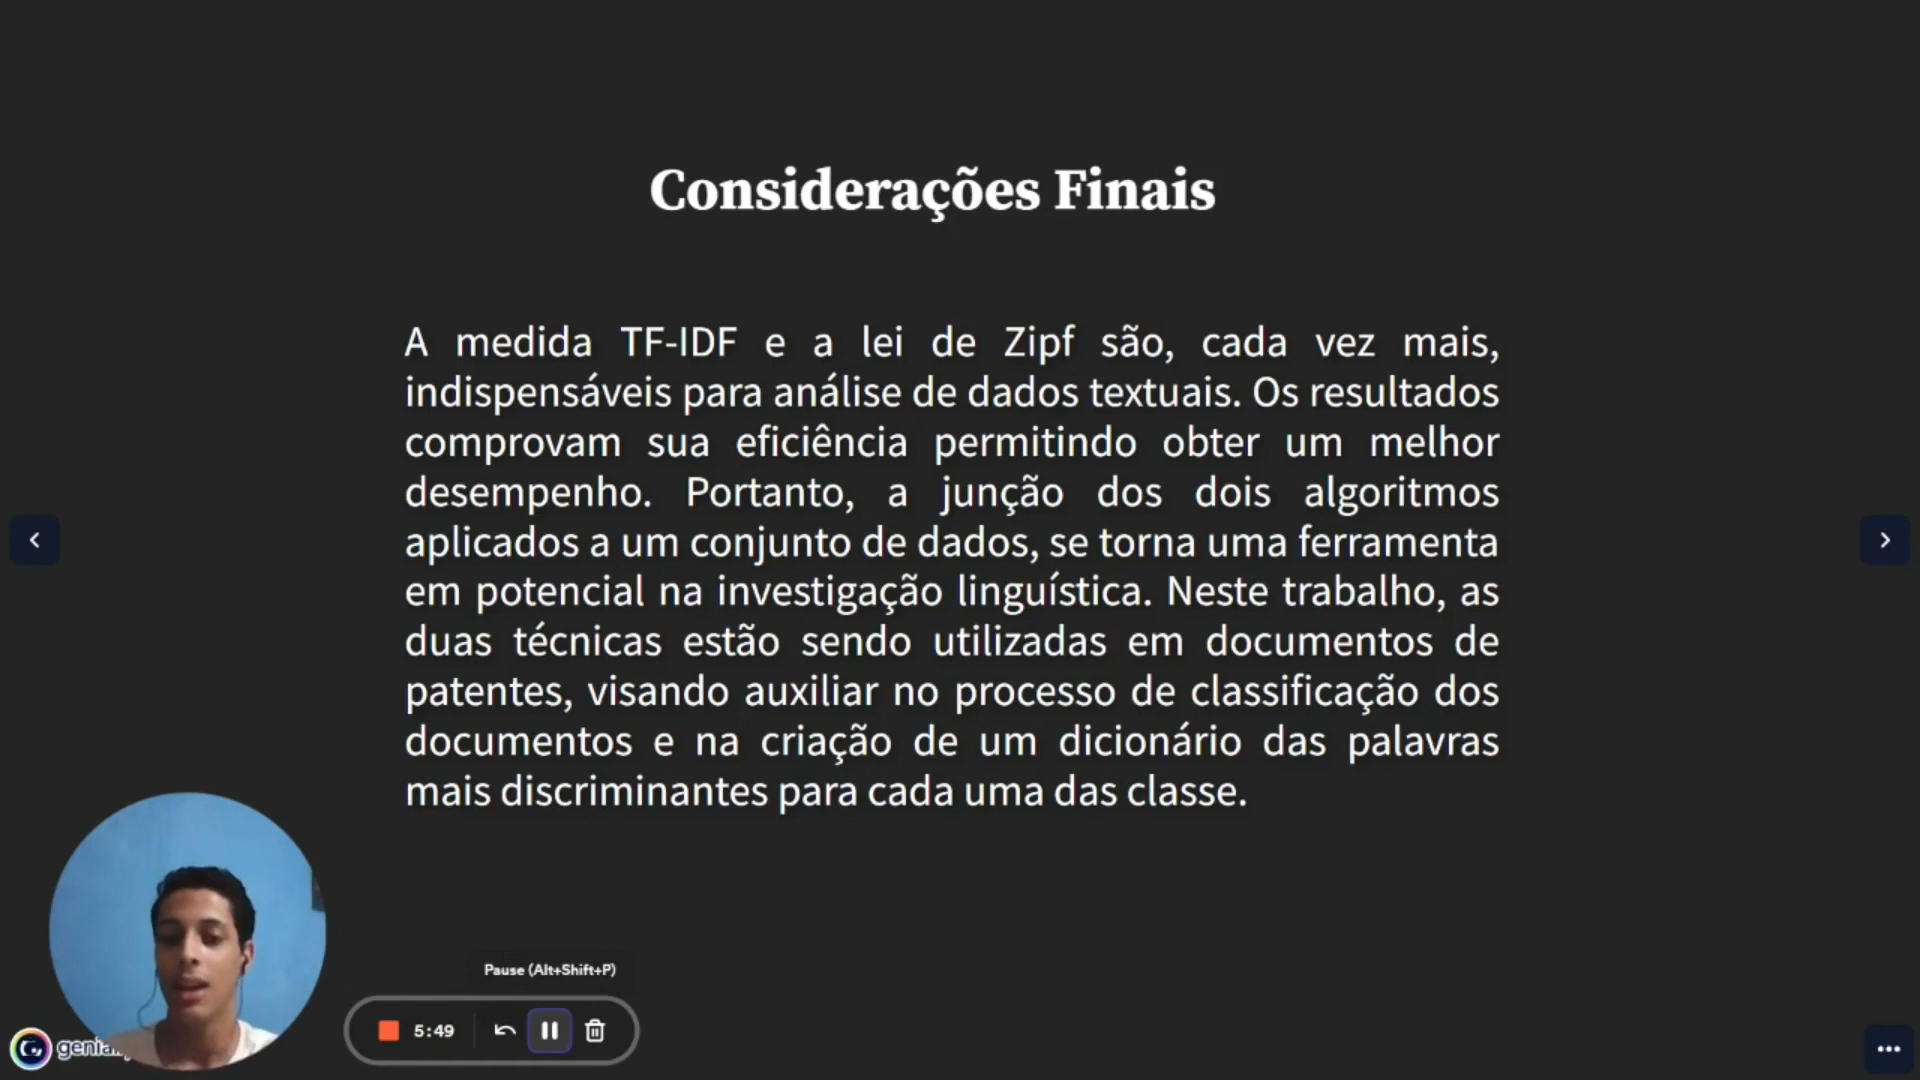 Considerações Finais
A medida TF-IDF e a lei de Zipf são, cada vez mais,
indispensáveis para análise de dados textuais. Os resultados
comprovam sua eficiência permitindo obter um melhor
desempenho. Portanto, a junção dos dois algoritmos
aplicados a um conjunto de dados, se torna uma ferramenta
em potencial na investigação linguística. Neste trabalho, as
duas técnicas estão sendo utilizadas em documentos de
patentes, visando auxiliar no processo de classificação dos
documentos e na criação de um dicionário das palavras
mais discriminantes para cada uma das classe.
Pause (Alt+Shift+P)
5:49